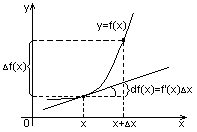 y
y=f(x)
Δf(x)
df(x)=f'(x)Δx
0
x
x+Δx
x